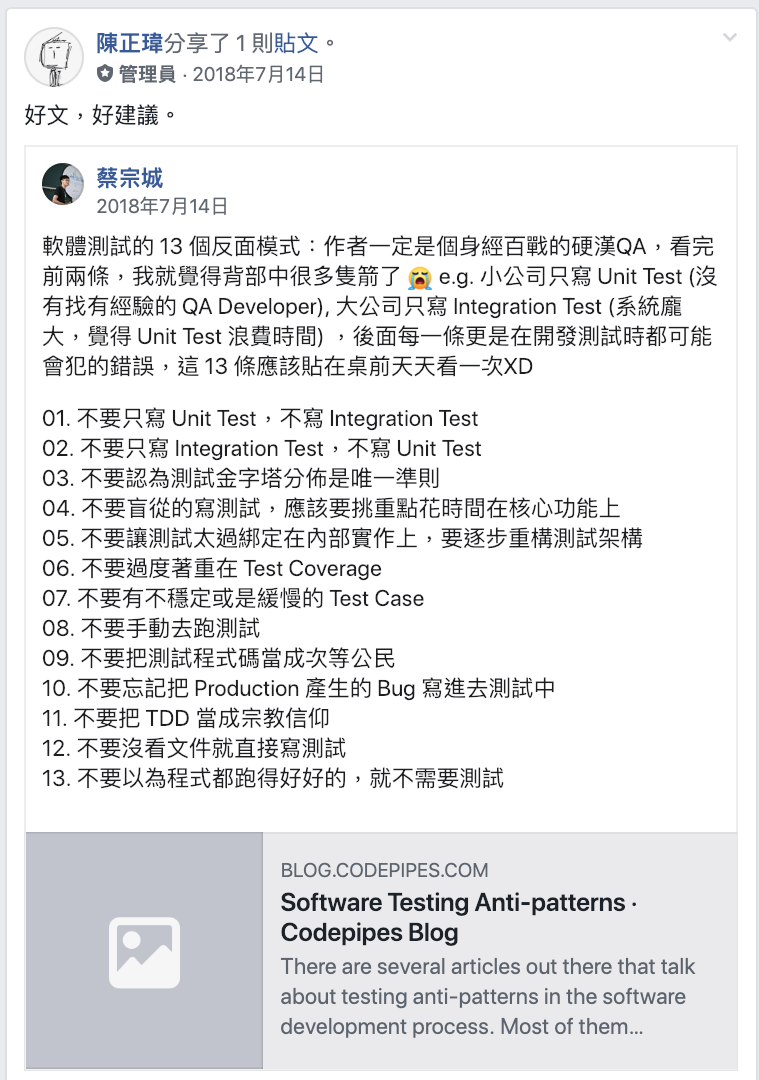 陳正瑋分享了 1 則貼文。
管理員 · 2018年7月14日
好文，好建議。
蔡宗城
2018年7月14日
軟體測試的 13 個反面模式：作者一定是個身經百戰的硬漢QA，看完
前兩條，我就覺得背部中很多隻箭了 😭 e.g. 小公司只寫 Unit Test (沒
有找有經驗的 QA Developer), 大公司只寫 Integration Test (系統龐
大，覺得 Unit Test 浪費時間) ，後面每一條更是在開發測試時都可能
會犯的錯誤，這 13 條應該貼在桌前天天看一次XD
01. 不要只寫 Unit Test，不寫 Integration Test
02. 不要只寫 Integration Test，不寫 Unit Test
03. 不要認為測試金字塔分佈是唯一準則
04. 不要盲從的寫測試，應該要挑重點花時間在核心功能上
05. 不要讓測試太過綁定在內部實作上，要逐步重構測試架構
06. 不要過度著重在 Test Coverage
07. 不要有不穩定或是緩慢的 Test Case
08. 不要手動去跑測試
09. 不要把測試程式碼當成次等公民
10. 不要忘記把 Production 產生的 Bug 寫進去測試中
11. 不要把 TDD 當成宗教信仰
12. 不要沒看文件就直接寫測試
13. 不要以為程式都跑得好好的，就不需要測試
BLOG.CODEPIPES.COM
Software Testing Anti-patterns ·
Codepipes Blog
There are several articles out there that talk
about testing anti-patterns in the software
development process. Most of them...